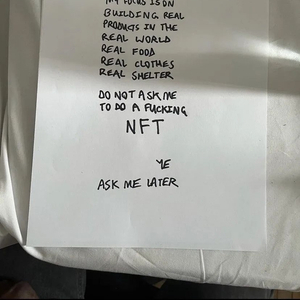 MY FOCUS IS ON
BUILDING REAL
PRODUCTS IN THE
REAL WORLD
REAL FOOD
REAL CLOTHES
REAL SHELTER
DO NOT ASK ME
TO DO A FUCKING
NFT
YE
ASK ME LATER